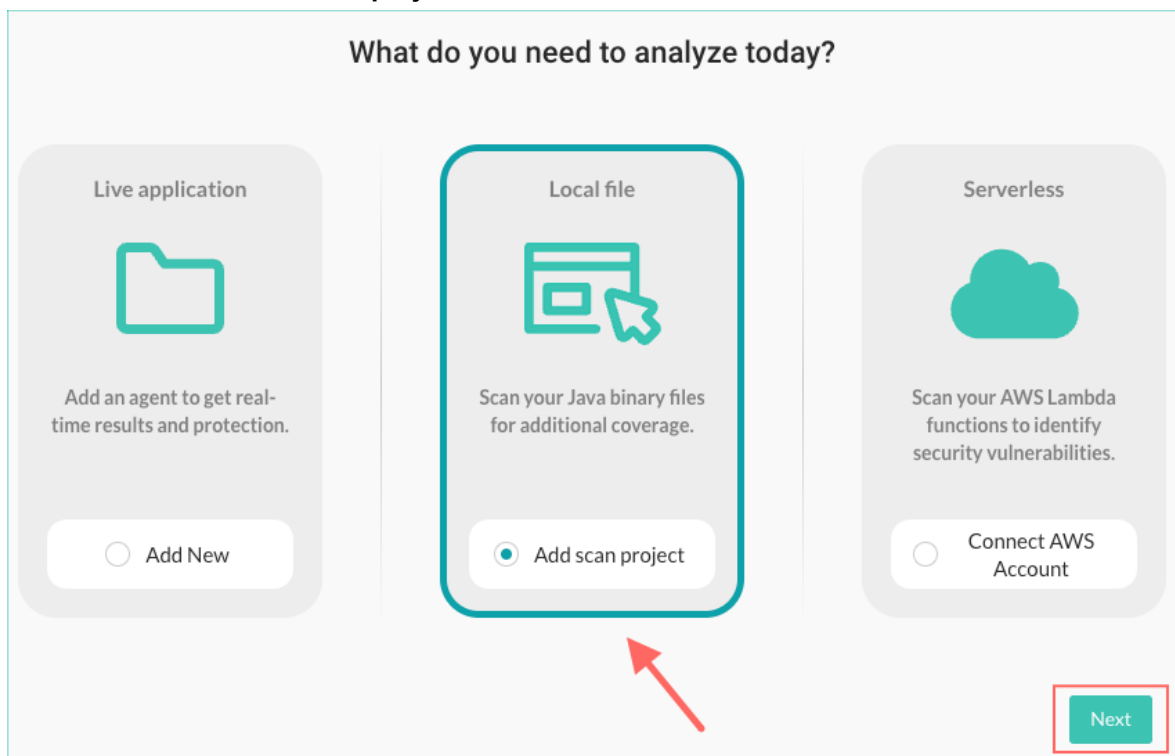 What do you need to analyze today?
Live application
Add an agent to get real-
time results and protection.
Add New
Local file
Scan your Java binary files
for additional coverage.
Add scan project
Serverless
Scan your AWS Lambda
functions to identify
security vulnerabilities.
Connect AWS
Account
Next